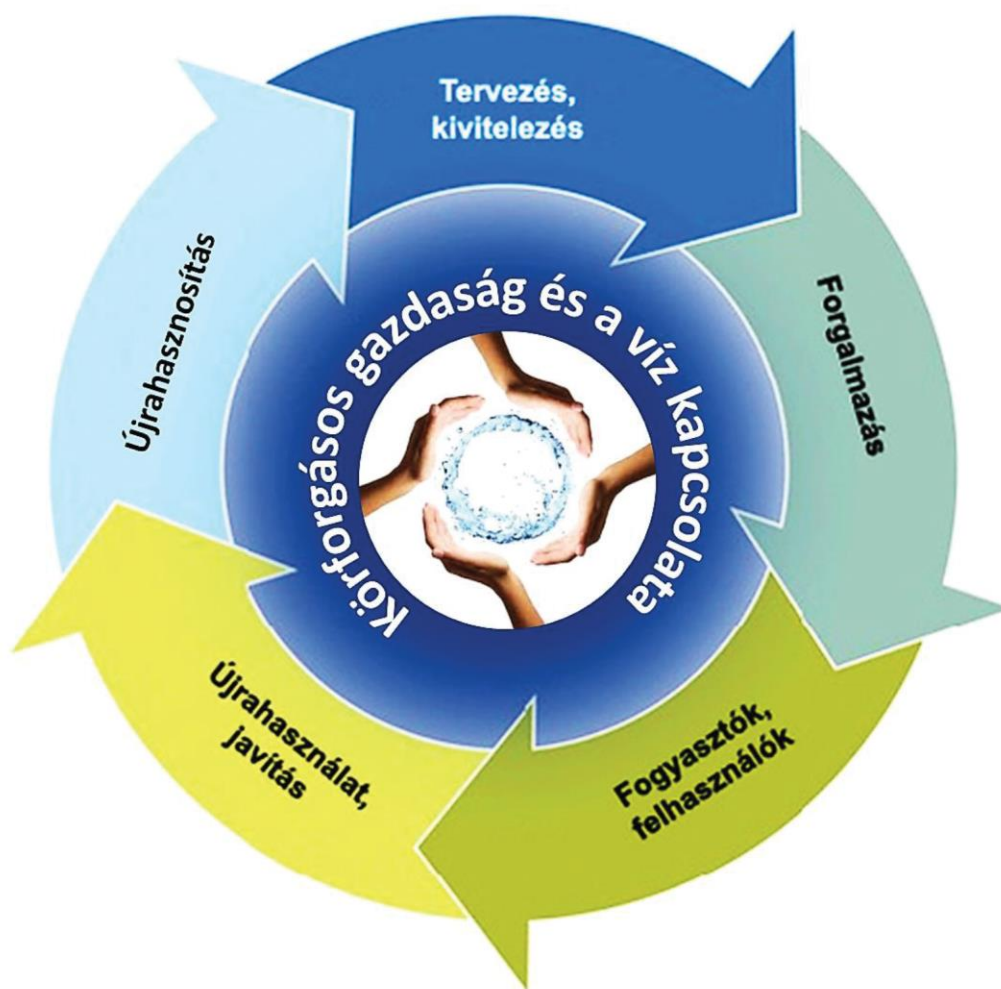 Tervezés,
kivitelezés
Forgalmazás
Fogyasztók,
felhasználók
Újrahasználat,
javítás
Újrahasznosítás
Körforgásos gazdaság és a víz kapcsolata